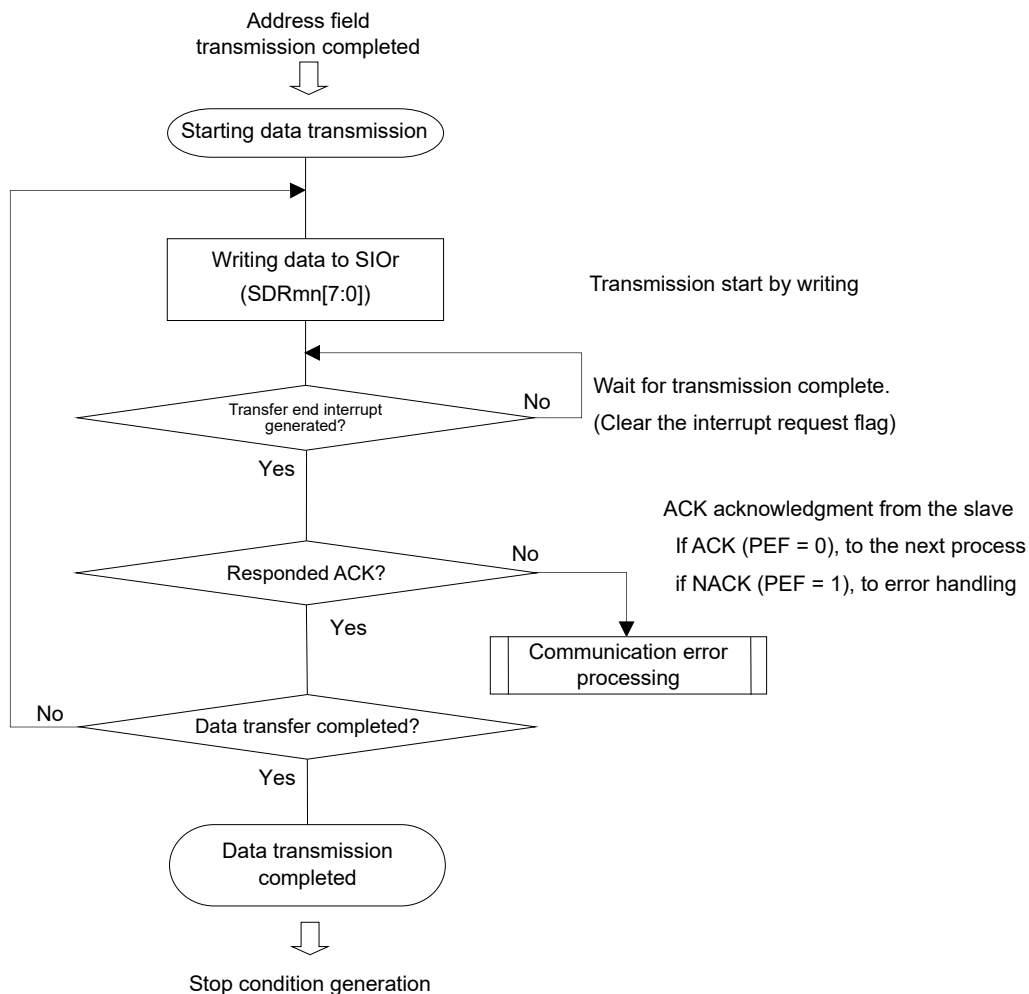 Address field
transmission completed
Starting data transmission
Writing data to SIOr
(SDRmn[7:0])
Transmission start by writing
Transfer end interrupt
generated?
No
Wait for transmission complete.
(Clear the interrupt request flag)
Yes
Responded ACK?
No
ACK acknowledgment from the slave
If ACK (PEF = 0), to the next process
if NACK (PEF = 1), to error handling
Yes
Communication error
processing
No
Data transfer completed?
Yes
Data transmission
completed
Stop condition generation